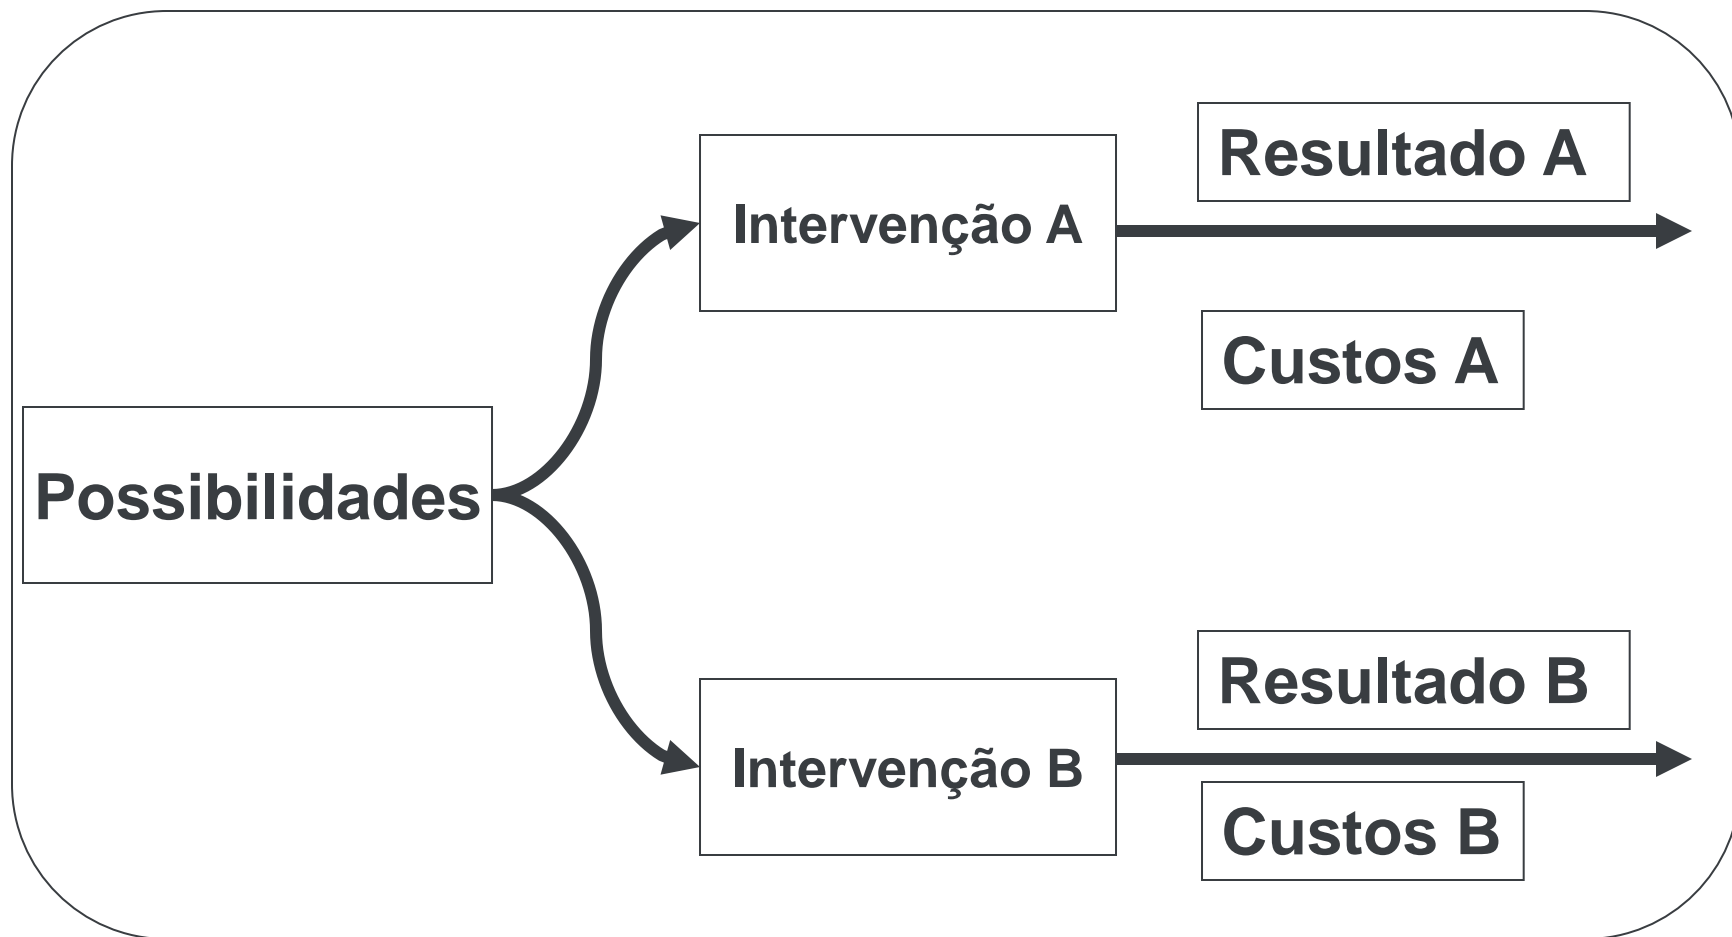 Resultado A
Intervenção A
Custos A
Possibilidades
Resultado B
Intervenção B
Custos B